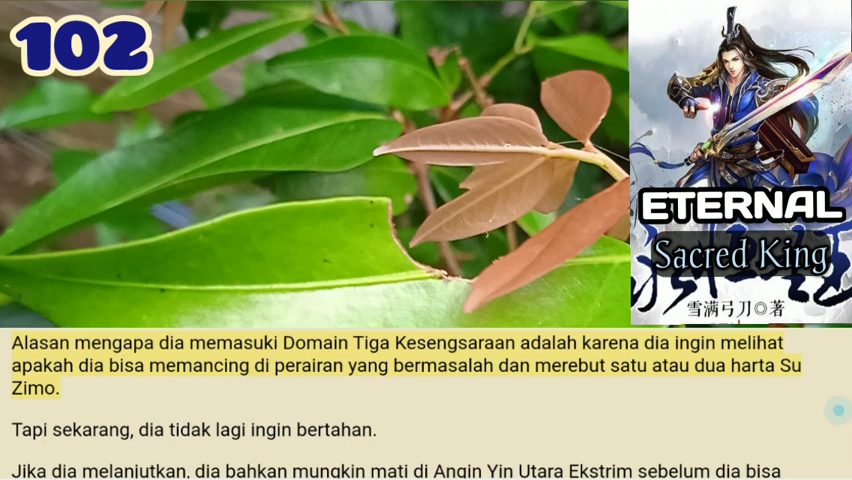 102
ETERNAL
Sacred King
雪满弓刀◎著
Alasan mengapa dia memasuki Domain Tiga Kesengsaraan adalah karena dia ingin melihat
apakah dia bisa memancing di perairan yang bermasalah dan merebut satu atau dua harta Su
Zimo.
Tapi sekarang, dia tidak lagi ingin bertahan.
Jika dia melanjutkan, dia bahkan mungkin mati di Angin Yin Utara Ekstrim sebelum dia bisa